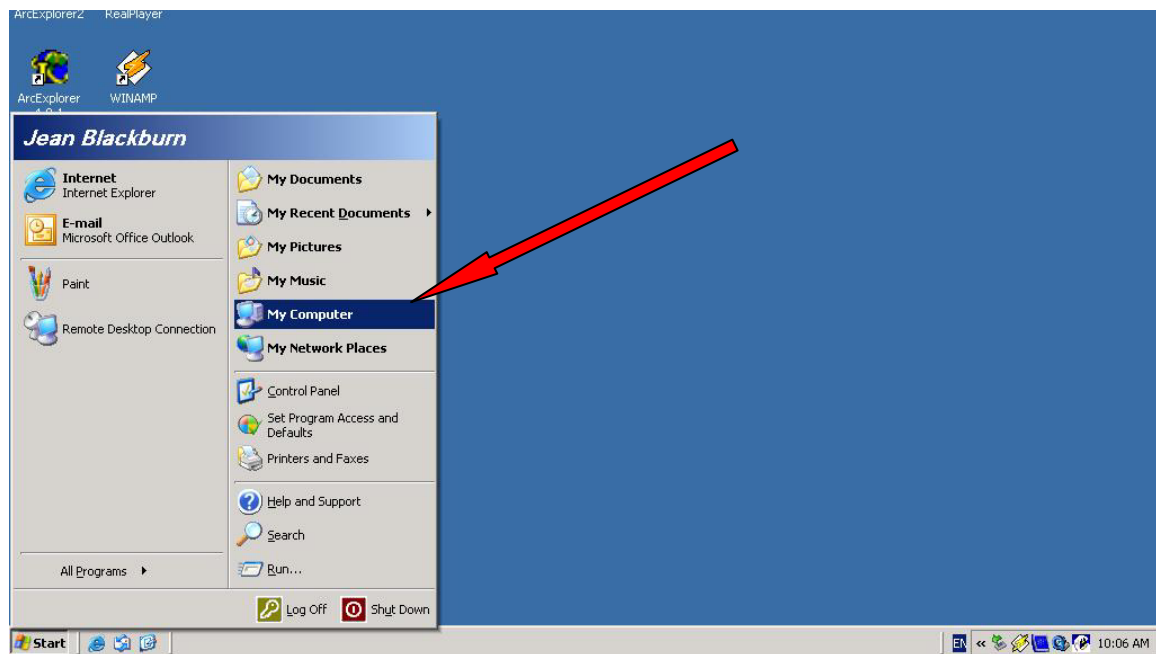 ArcExplorer2 RealPlayer
ArcExplorer WINAMP
Jean Blackburn
Internet
Internet Explorer
E-mail
Microsoft Office Outlook
Paint
Remote Desktop Connection
All Programs
My Documents
My Recent Documents
My Pictures
My Music
My Computer
My Network Places
Control Panel
Set Program Access and
Defaults
Printers and Faxes
Help and Support
Search
Run...
Log Off Shut Down
Start EN « 10:06 AM